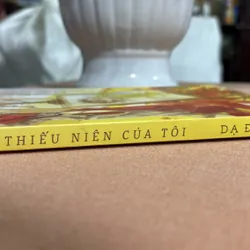 THIẾU NIÊN CỦA TÔI DẠ